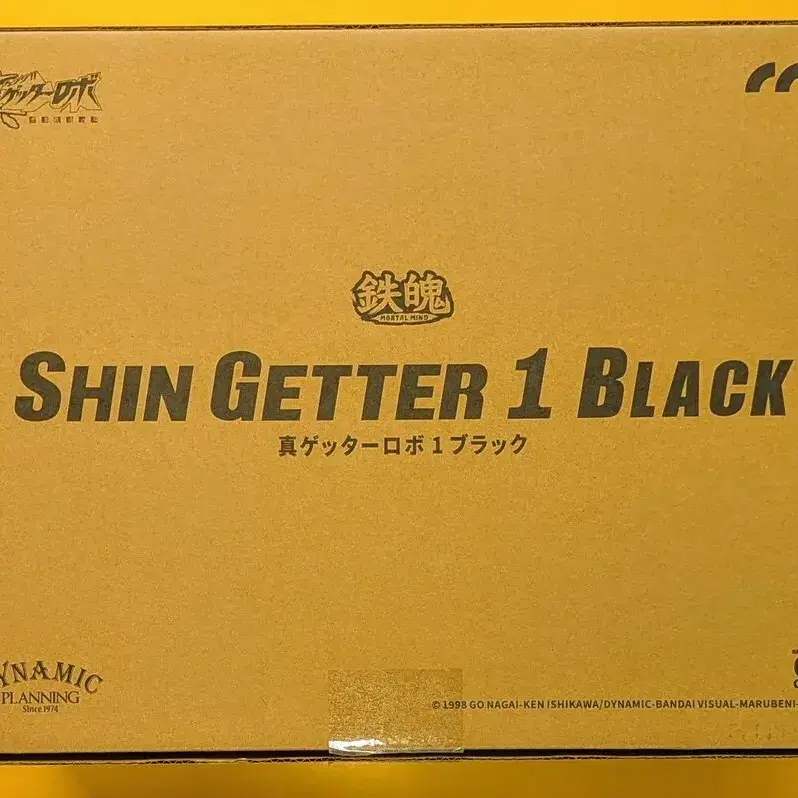 ゲッターロボ
鉄魄
MORTAL MIND
SHIN GETTER 1 BLACK
真ゲッターロボ1ブラック
DYNAMIC
PLANNING
Since 1974
© 1998 GO NAGAI-KEN ISHIKAWA/DYNAMIC-BANDAI VISUAL-MARUBENI-